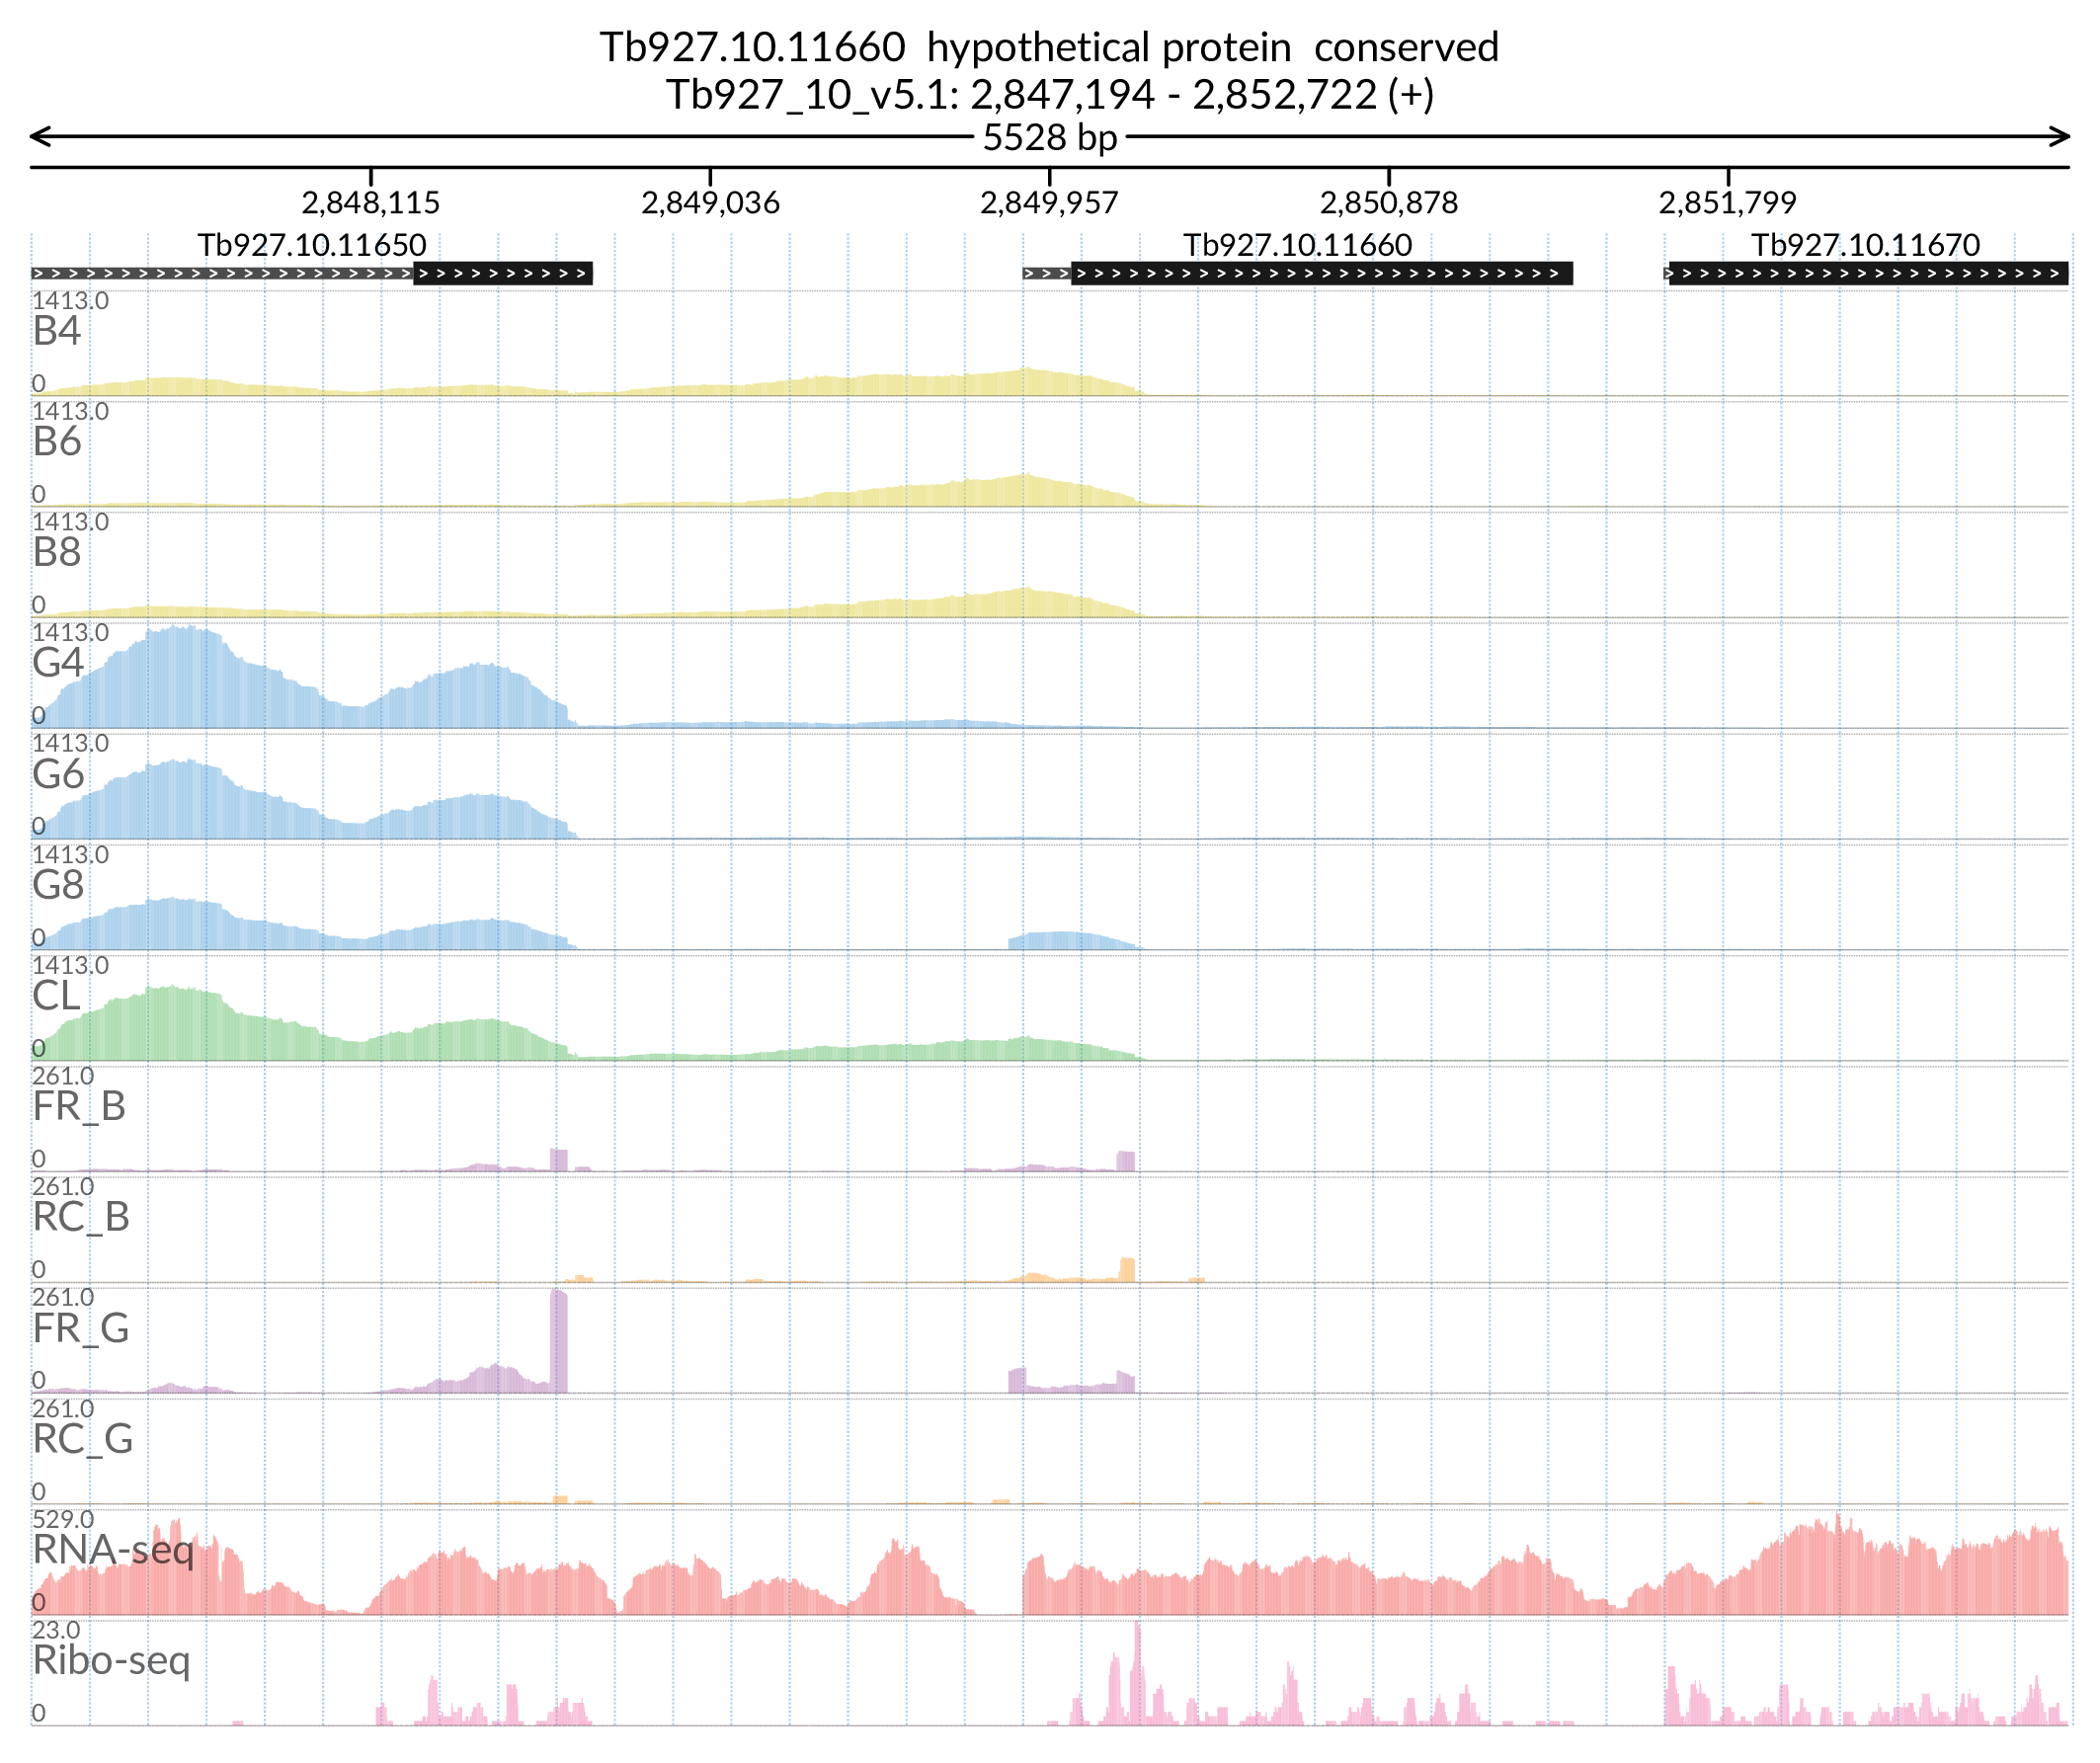 Tb927.10.11660 hypothetical protein conserved
Tb927_10_v5.1: 2,847,194 - 2,852,722 (+)
5528 bp
2,848,115 2,849,036 2,849,957 2,850,878 2,851,799
Tb927.10.11650 Tb927.10.11660 Tb927.10.11670
1413.0
B4
0
1413.0
B6
0
1413.0
B8
0
1413.0
G4
0
1413.0
G6
0
1413.0
G8
0
1413.0
CL
0
261.0
FR_B
0
261.0
RC_B
0
261.0
FR_G
0
261.0
RC_G
0
529.0
RNA-seq
0
23.0
Ribo-seq
0